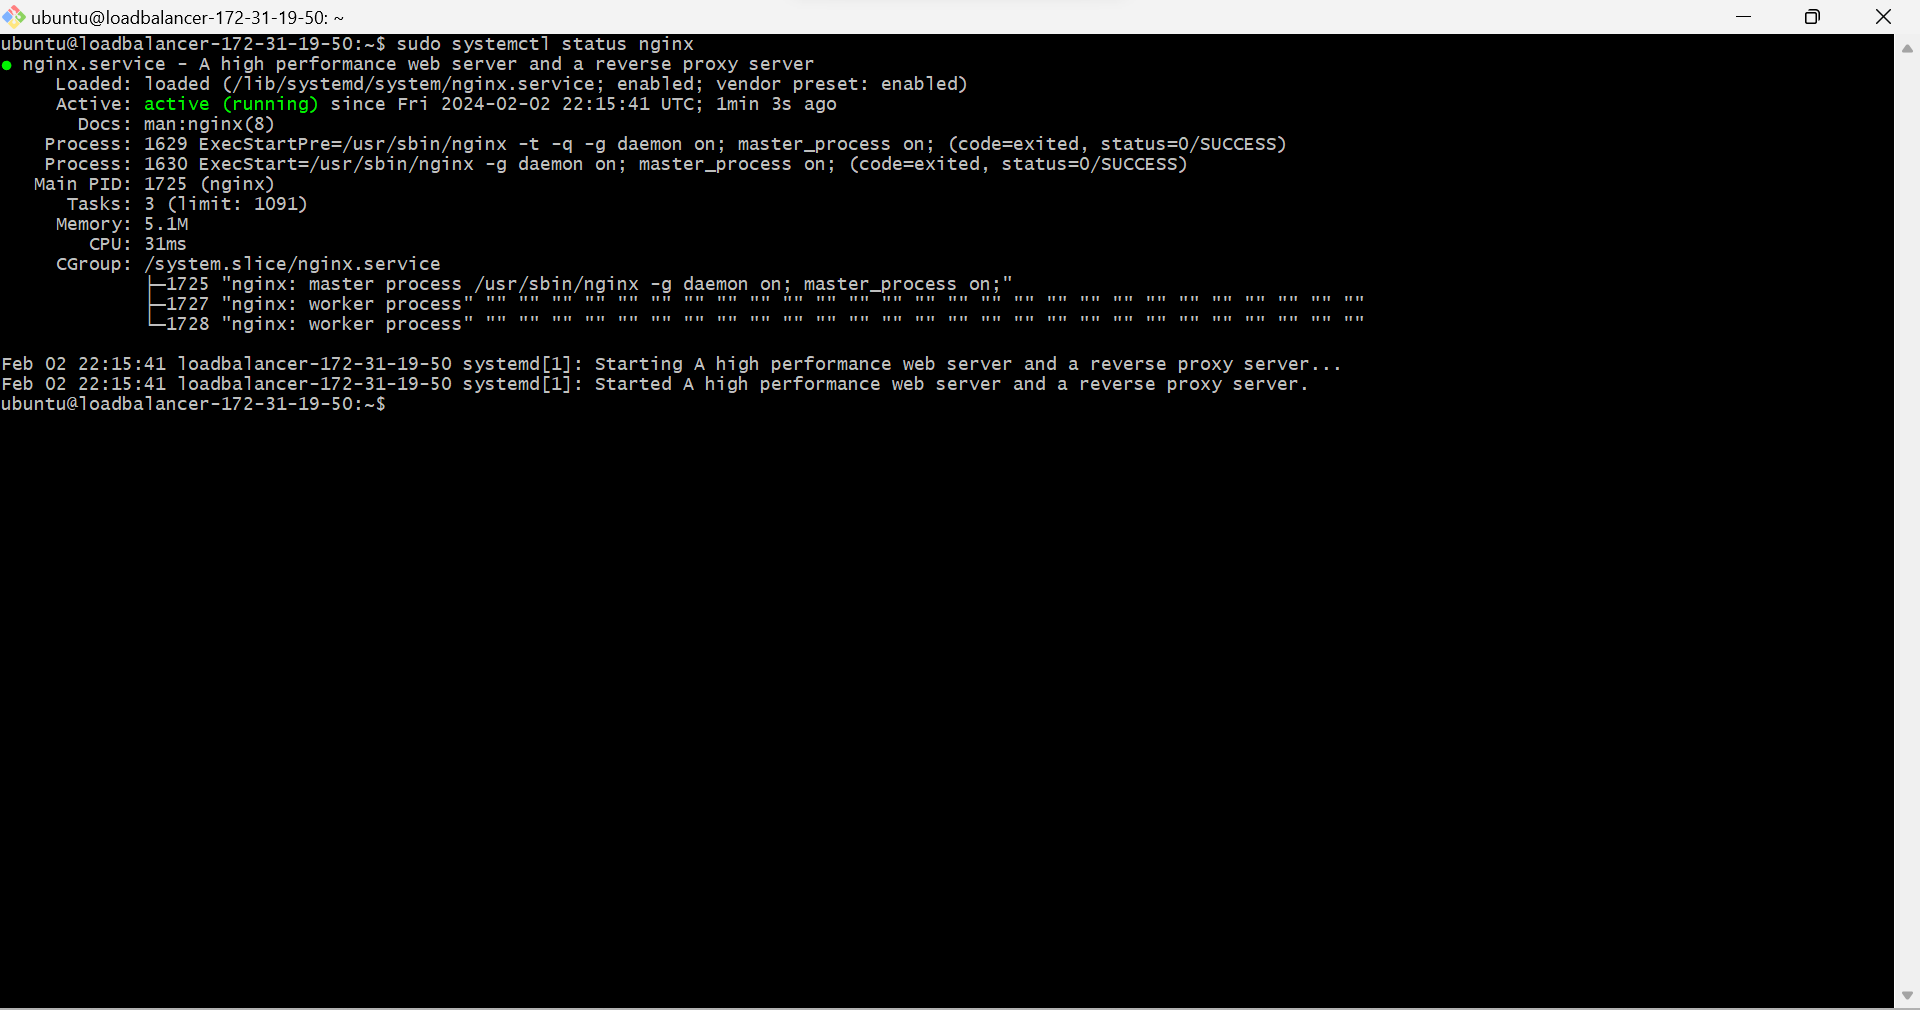 ubuntu@loadbalancer-172-31-19-50: ~
ubuntu@loadbalancer-172-31-19-50:~$ sudo systemctl status nginx
● nginx.service - A high performance web server and a reverse proxy server
     Loaded: loaded (/lib/systemd/system/nginx.service; enabled; vendor preset: enabled)
     Active: active (running) since Fri 2024-02-02 22:15:41 UTC; 1min 3s ago
       Docs: man:nginx(8)
    Process: 1629 ExecStartPre=/usr/sbin/nginx -t -q -g daemon on; master_process on; (code=exited, status=0/SUCCESS)
    Process: 1630 ExecStart=/usr/sbin/nginx -g daemon on; master_process on; (code=exited, status=0/SUCCESS)
   Main PID: 1725 (nginx)
      Tasks: 3 (limit: 1091)
     Memory: 5.1M
        CPU: 31ms
     CGroup: /system.slice/nginx.service
             ├─1725 "nginx: master process /usr/sbin/nginx -g daemon on; master_process on;"
             ├─1727 "nginx: worker process" "" "" "" "" "" "" "" "" "" "" "" "" "" "" "" "" "" "" "" "" "" "" "" "" "" "" ""
             └─1728 "nginx: worker process" "" "" "" "" "" "" "" "" "" "" "" "" "" "" "" "" "" "" "" "" "" "" "" "" "" "" ""
Feb 02 22:15:41 loadbalancer-172-31-19-50 systemd[1]: Starting A high performance web server and a reverse proxy server...
Feb 02 22:15:41 loadbalancer-172-31-19-50 systemd[1]: Started A high performance web server and a reverse proxy server.
ubuntu@loadbalancer-172-31-19-50:~$